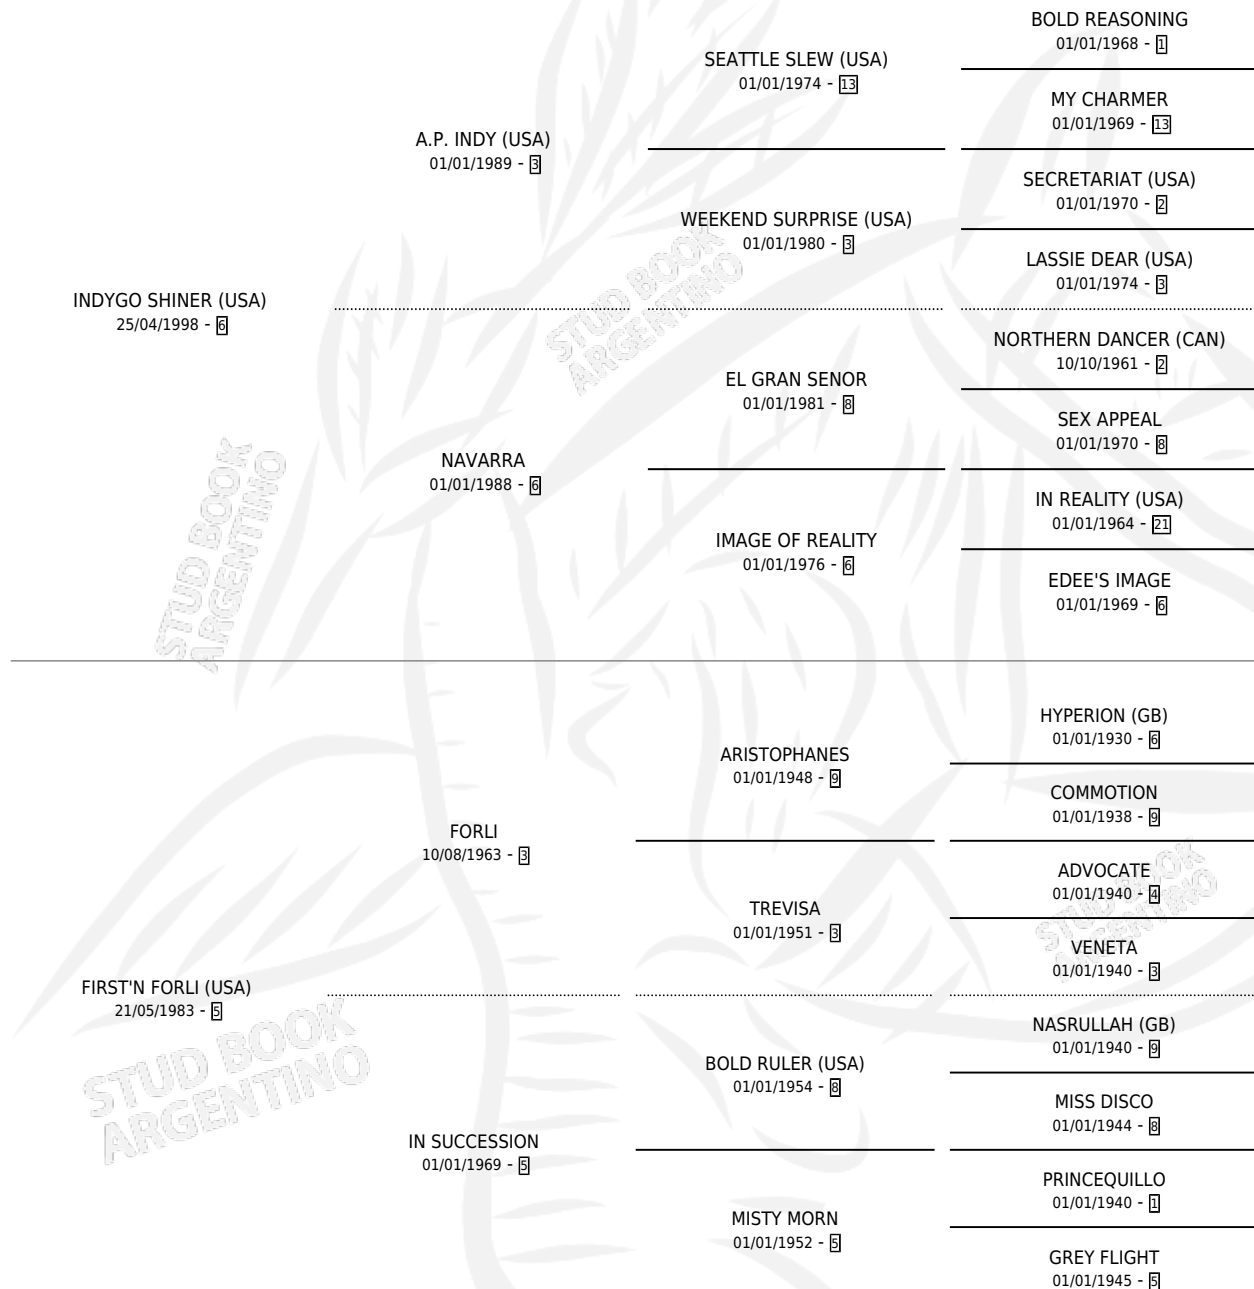 BOLD REASONING
01/01/1968 - 1
SEATTLE SLEW (USA)
01/01/1974 - 13
MY CHARMER
01/01/1969 - 13
A.P. INDY (USA)
01/01/1989 - 3
SECRETARIAT (USA)
01/01/1970 - 2
WEEKEND SURPRISE (USA)
01/01/1980 - 3
LASSIE DEAR (USA)
01/01/1974 - 3
INDYGO SHINER (USA)
25/04/1998 - 6
NORTHERN DANCER (CAN)
10/10/1961 - 2
EL GRAN SENOR
01/01/1981 - 8
SEX APPEAL
01/01/1970 - 8
NAVARRA
01/01/1988 - 6
IN REALITY (USA)
01/01/1964 - 21
IMAGE OF REALITY
01/01/1976 - 6
EDEE'S IMAGE
01/01/1969 - 6
HYPERION (GB)
01/01/1930 - 6
ARISTOPHANES
01/01/1948 - 9
COMMOTION
01/01/1938 - 9
FORLI
10/08/1963 - 3
ADVOCATE
01/01/1940 - 4
TREVISA
01/01/1951 - 3
VENETA
01/01/1940 - 3
FIRST'N FORLI (USA)
21/05/1983 - 5
NASRULLAH (GB)
01/01/1940 - 9
BOLD RULER (USA)
01/01/1954 - 8
MISS DISCO
01/01/1944 - 8
IN SUCCESSION
01/01/1969 - 5
PRINCEQUILLO
01/01/1940 - 1
MISTY MORN
01/01/1952 - 5
GREY FLIGHT
01/01/1945 - 5
STUD BOOK
ARGENTINO
STUD BOOK
ARGENTINO
STUD BOOK
ARGENTINO
STUD BOOK
ARGENTINO